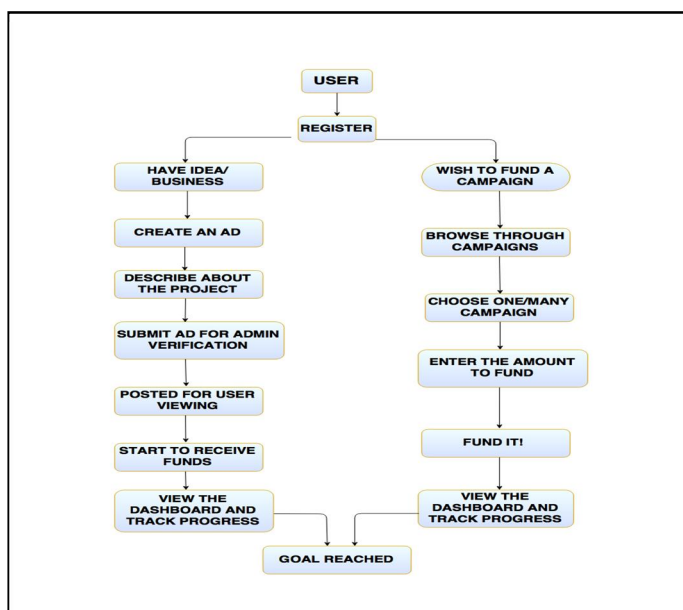 USER
REGISTER
HAVE IDEA/
BUSINESS
CREATE AN AD
DESCRIBE ABOUT
THE PROJECT
SUBMIT AD FOR ADMIN
VERIFICATION
POSTED FOR USER
VIEWING
START TO RECEIVE
FUNDS
VIEW THE
DASHBOARD AND
TRACK PROGRESS
WISH TO FUND A
CAMPAIGN
BROWSE THROUGH
CAMPAIGNS
CHOOSE ONE/MANY
CAMPAIGN
ENTER THE AMOUNT
TO FUND
FUND IT!
VIEW THE
DASHBOARD AND
TRACK PROGRESS
GOAL REACHED